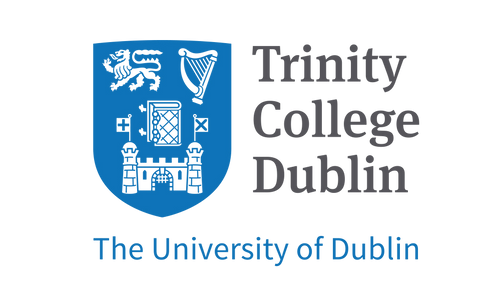 Trinity
College
Dublin
The University of Dublin